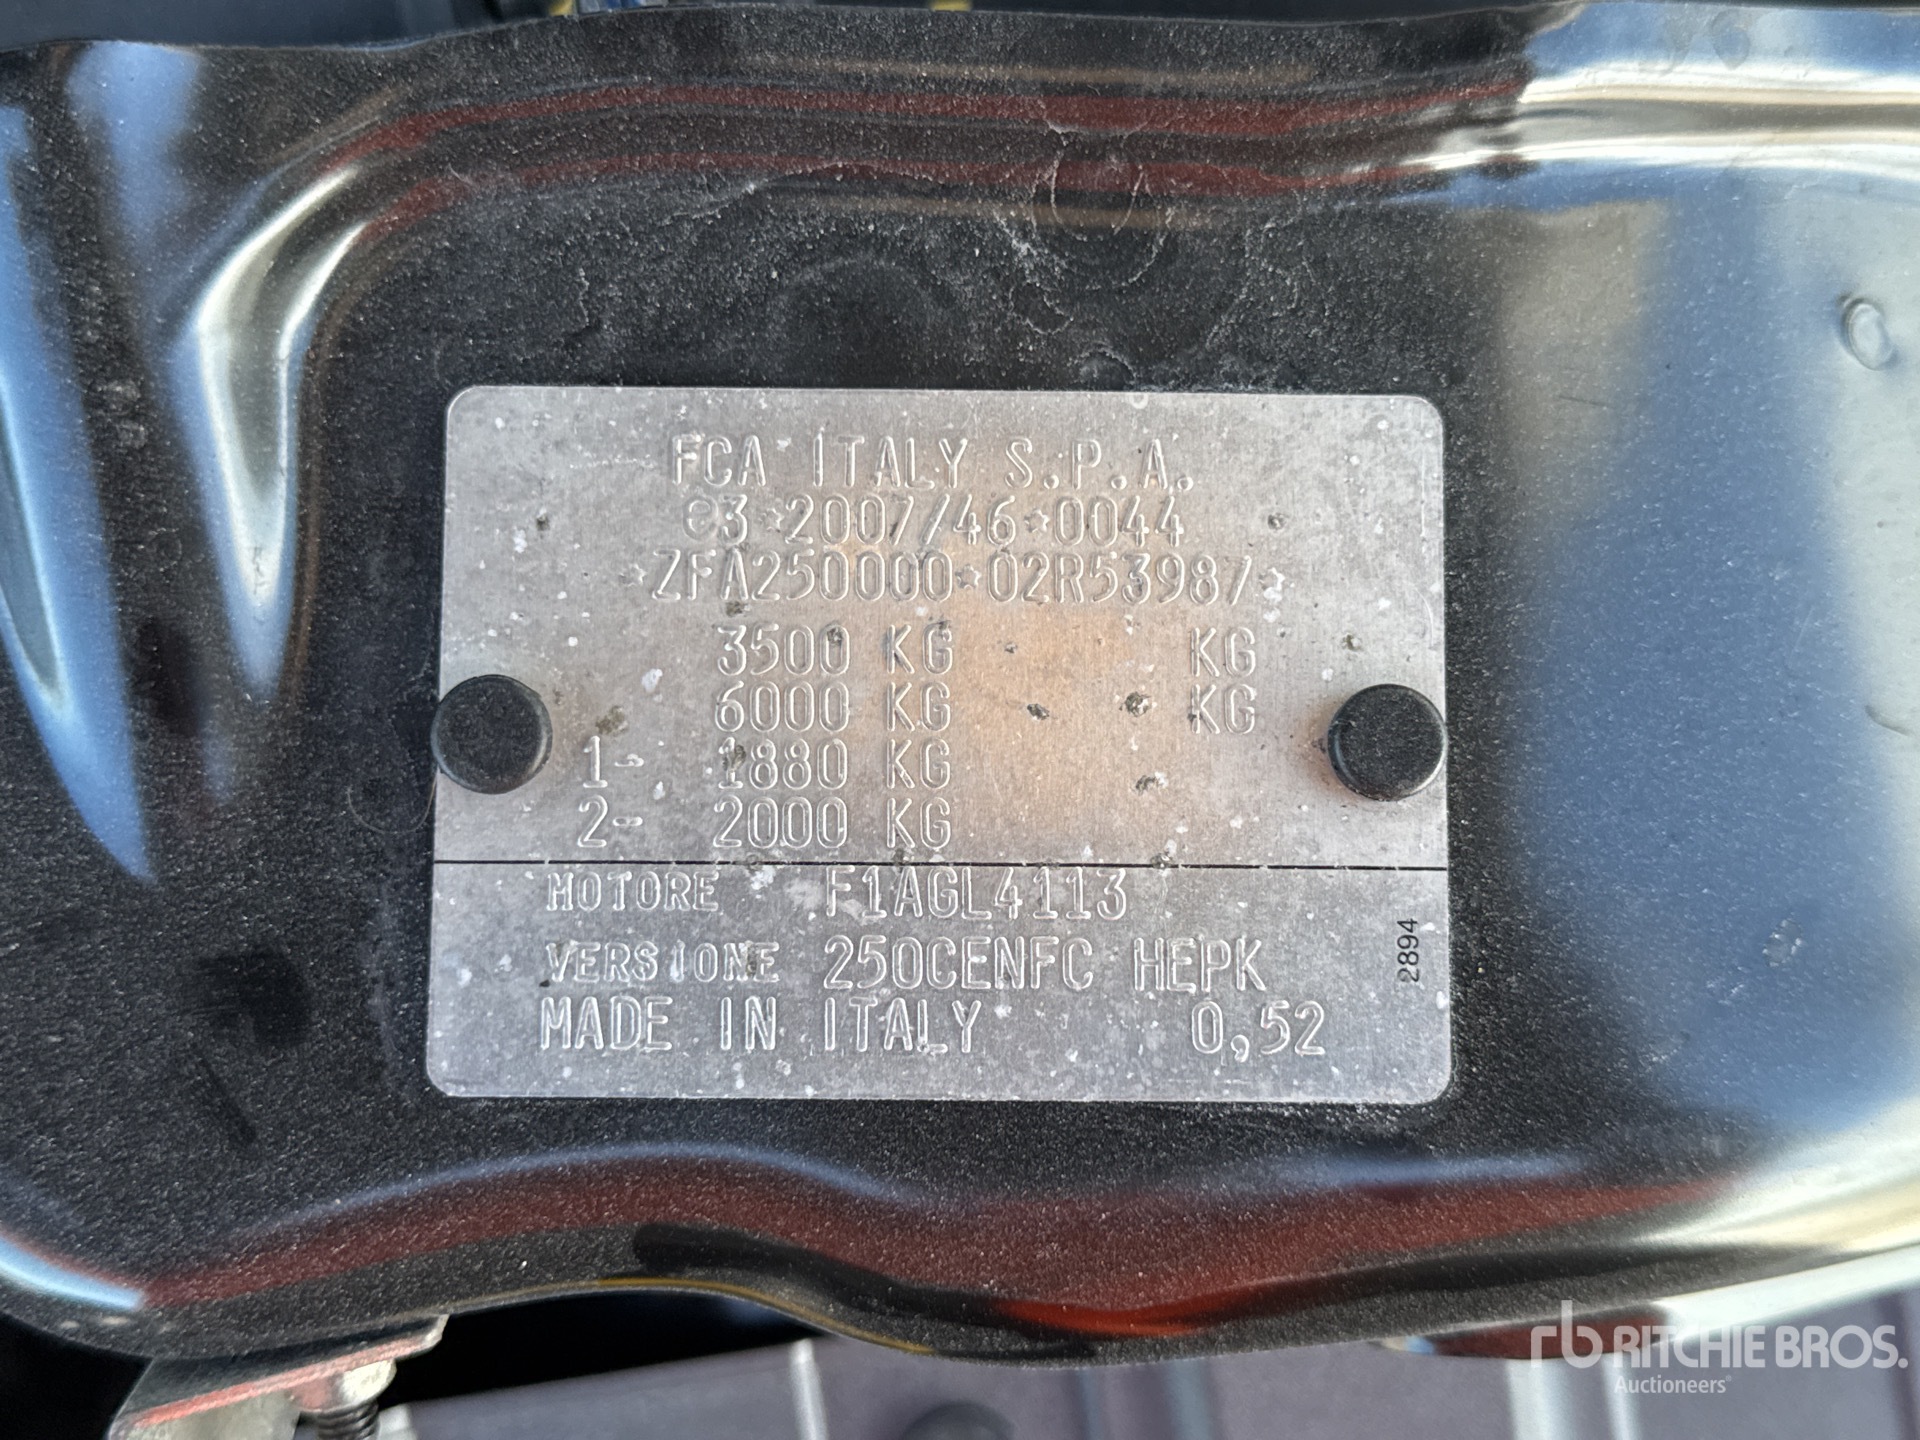 FCA ITALY S.P.A.
e3*2007/46*0044
*ZFA250000*02R53987*
3500 KG KG
6000 KG KG
1- 1880 KG
2- 2000 KG
MOTORE F1AGL4113
VERSIONE 250CENFC HEPK
MADE IN ITALY 0,52
2894
rb RITCHIE BROS.
Auctioneers